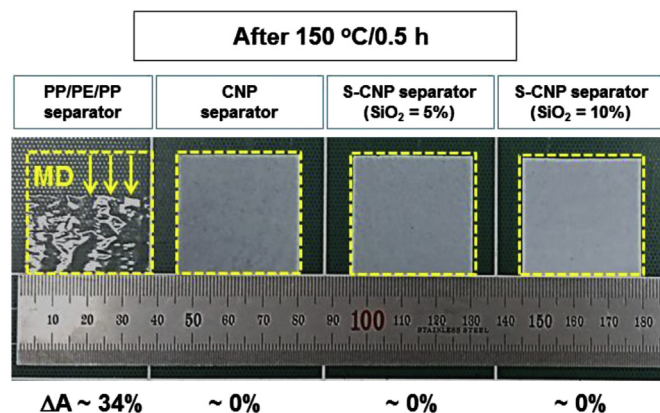 After 150 °C/0.5 h
PP/PE/PP
separator
CNP
separator
S-CNP separator
(SiO₂ = 5%)
S-CNP separator
(SiO₂ = 10%)
MD
10 20 30 40 50 60 70 80 90 100 110 120 130 140 150 160 170 180
STAINLESS STEEL
ΔA ~ 34%
~ 0%
~ 0%
~ 0%